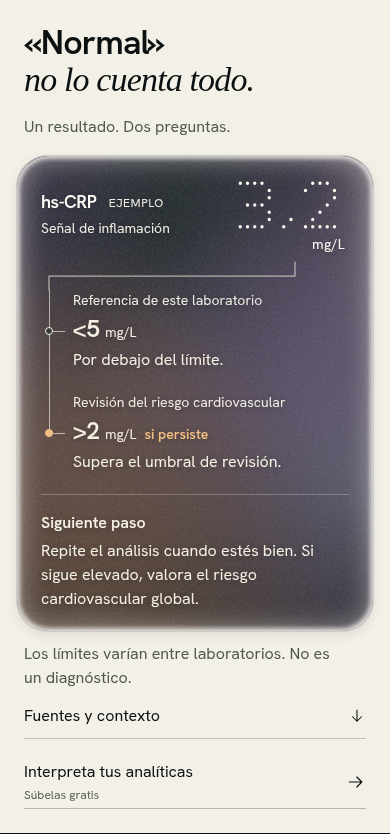 «Normal»
no lo cuenta todo.
Un resultado. Dos preguntas.
hs-CRP EJEMPLO
3.2
Señal de inflamación
mg/L
Referencia de este laboratorio
<5 mg/L
Por debajo del límite.
Revisión del riesgo cardiovascular
>2 mg/L si persiste
Supera el umbral de revisión.
Siguiente paso
Repite el análisis cuando estés bien. Si
sigue elevado, valora el riesgo
cardiovascular global.
Los límites varían entre laboratorios. No es
un diagnóstico.
Fuentes y contexto ↓
Interpreta tus analíticas →
Súbelas gratis